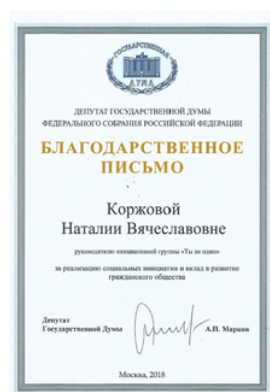 ГОСУДАРСТВЕННАЯ
ДУМА
ДЕПУТАТ ГОСУДАРСТВЕННОЙ ДУМЫ
ФЕДЕРАЛЬНОГО СОБРАНИЯ РОССИЙСКОЙ ФЕДЕРАЦИИ
БЛАГОДАРСТВЕННОЕ
ПИСЬМО
Коржовой
Наталии Вячеславовне
руководителю инициативной группы «Ты не один»
за реализацию социальных инициатив и вклад в развитие
гражданского общества
Депутат
Государственной Думы А.П. Марков
Москва, 2018